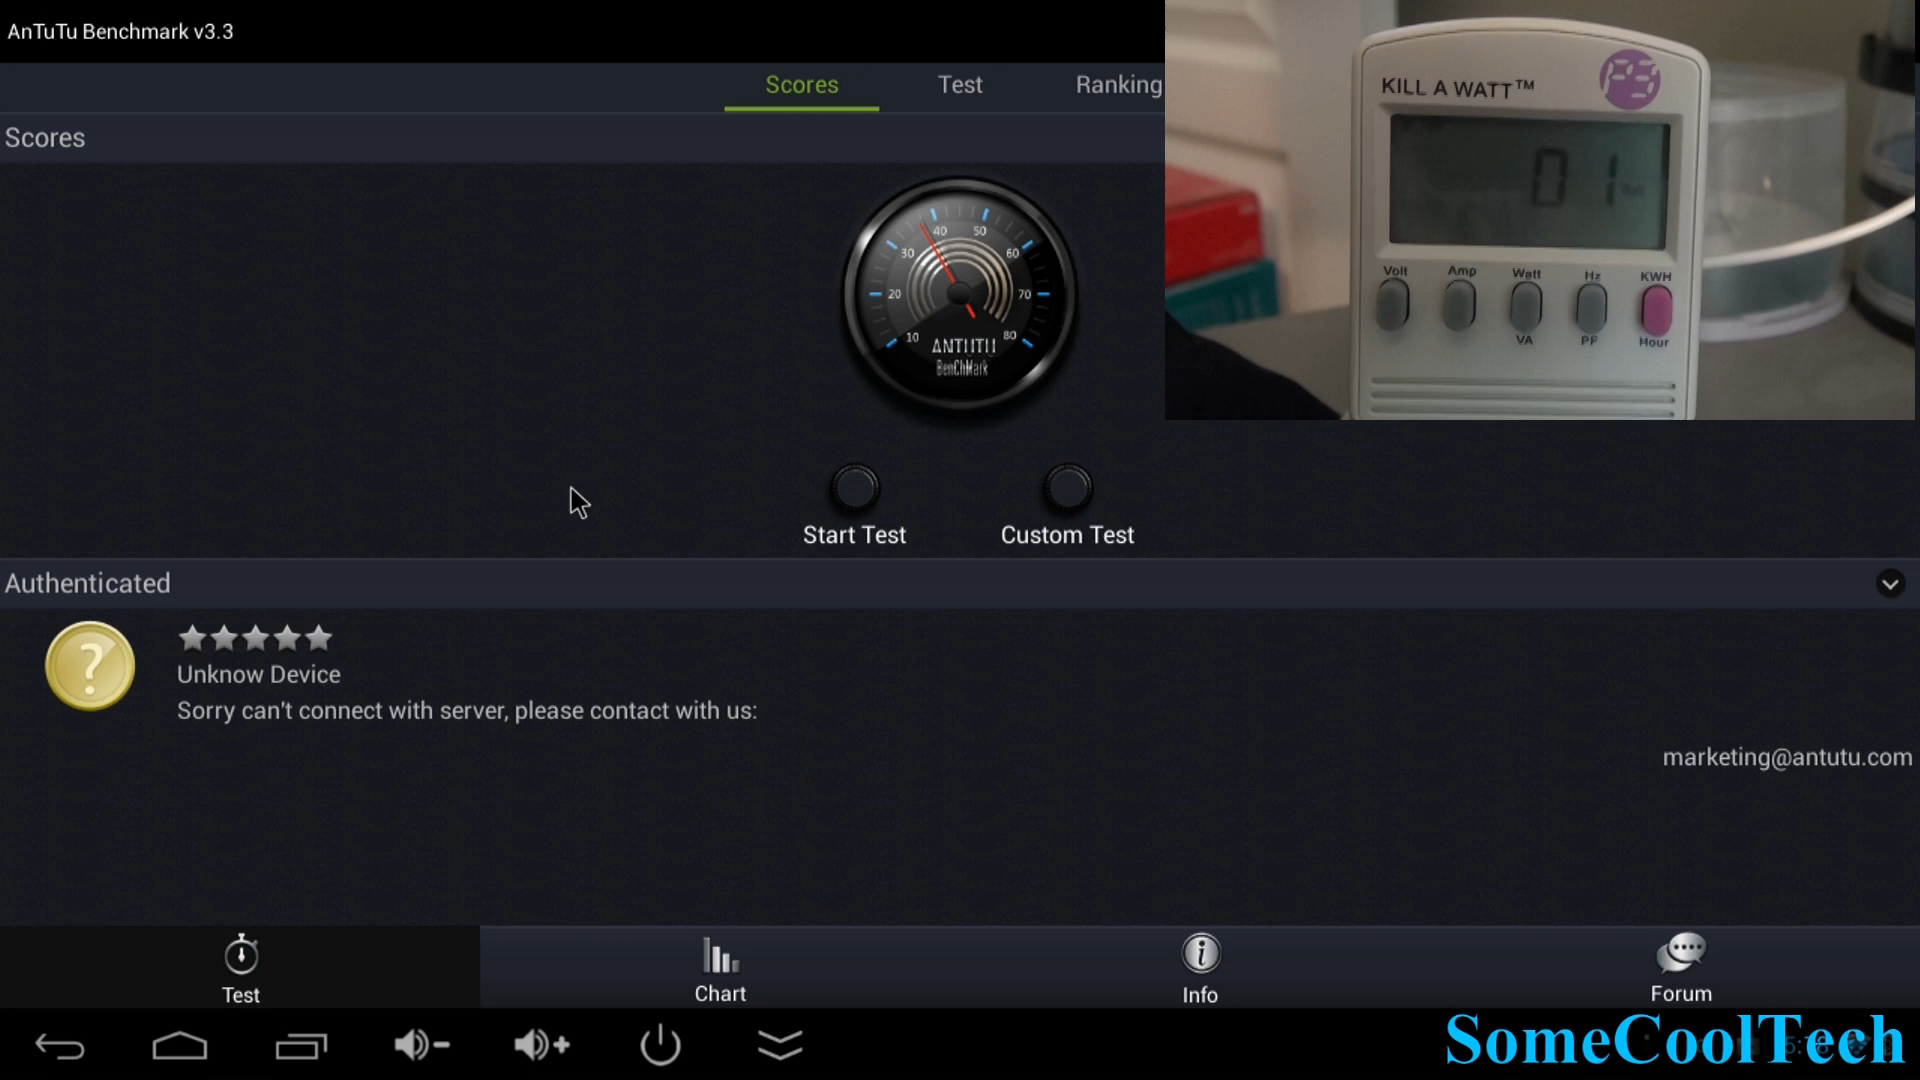 AnTuTu Benchmark v3.3
Scores
Test
Ranking
Scores
40
50
30
60
20
70
10
80
ANTUTU
BenChMark
Start Test
Custom Test
KILL A WATT™
P3
01
Volt
Amp
Watt
Hz
KWH
VA
PF
Hour
Authenticated
Unknow Device
Sorry can't connect with server, please contact with us:
marketing@antutu.com
Test
Chart
Info
Forum
SomeCoolTech